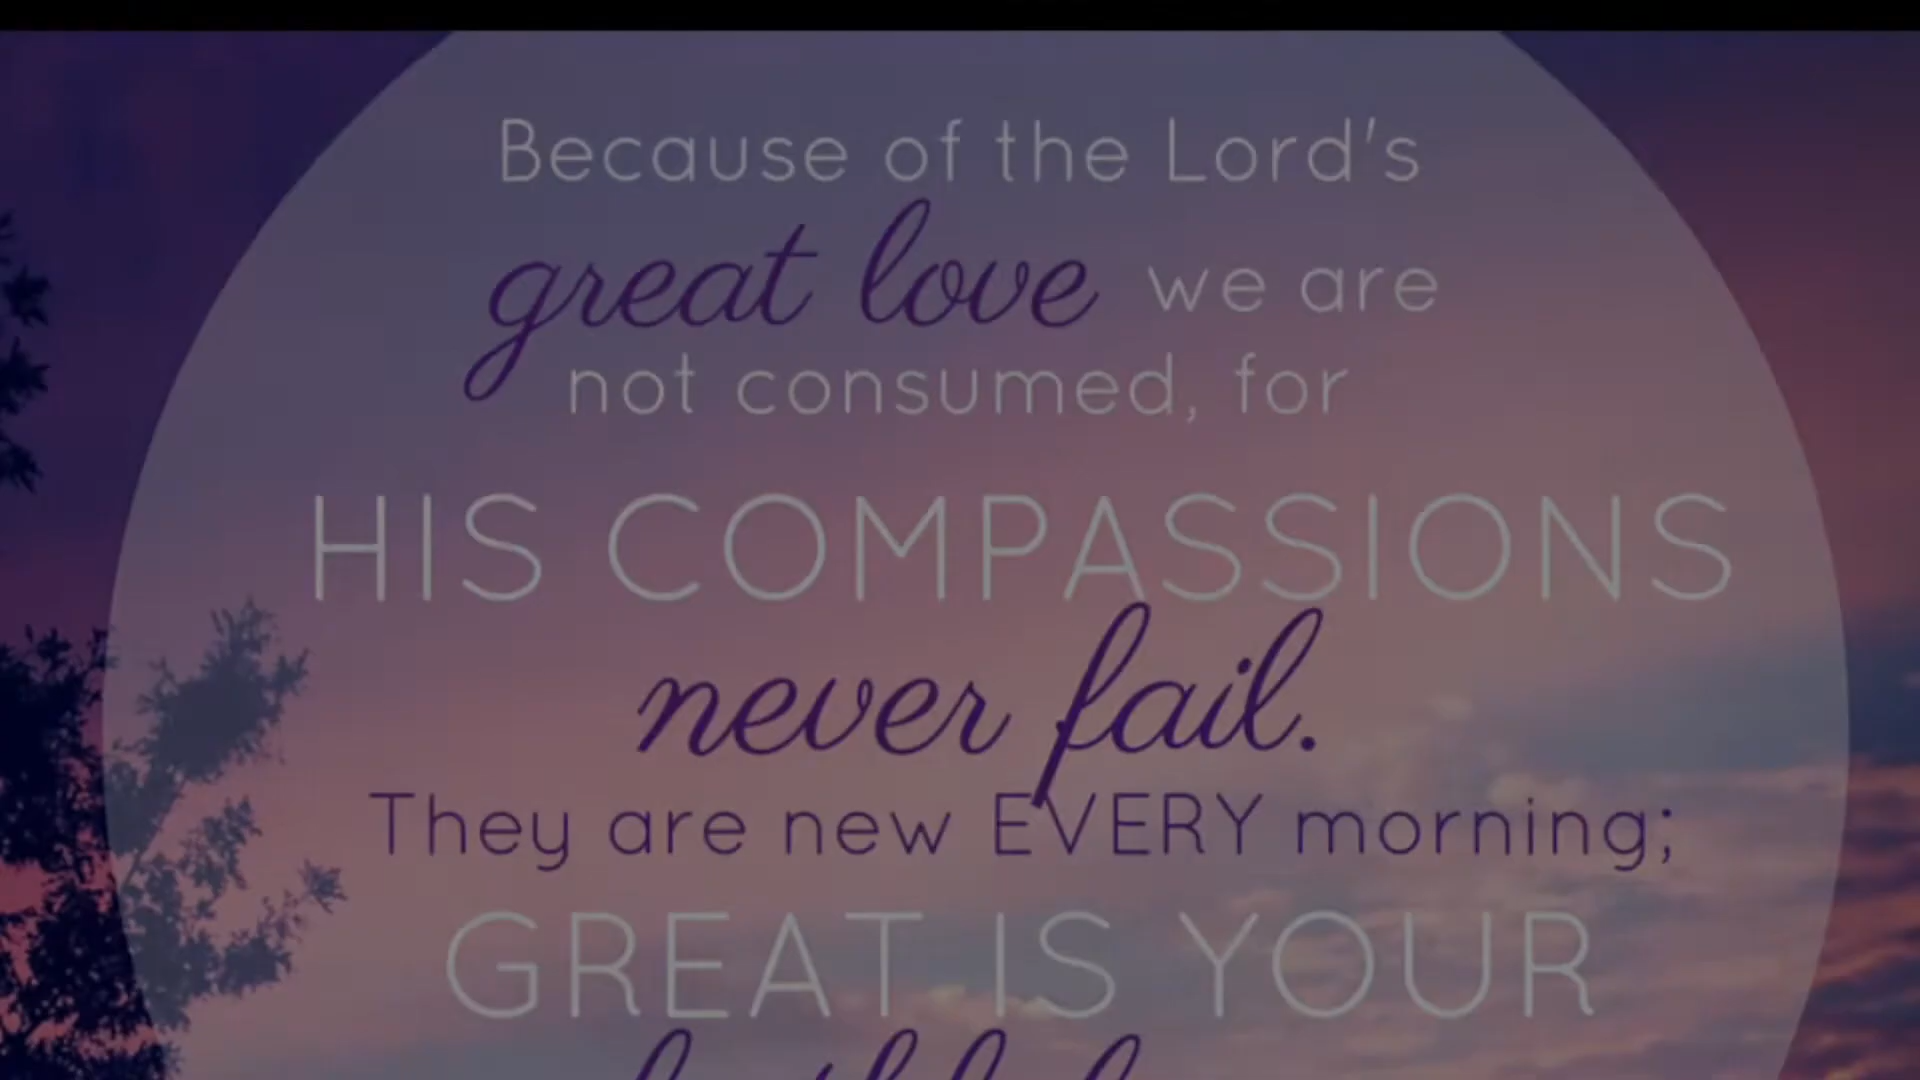 Because of the Lord's
great love we are
not consumed, for
HIS COMPASSIONS
never fail.
They are new EVERY morning;
GREAT IS YOUR